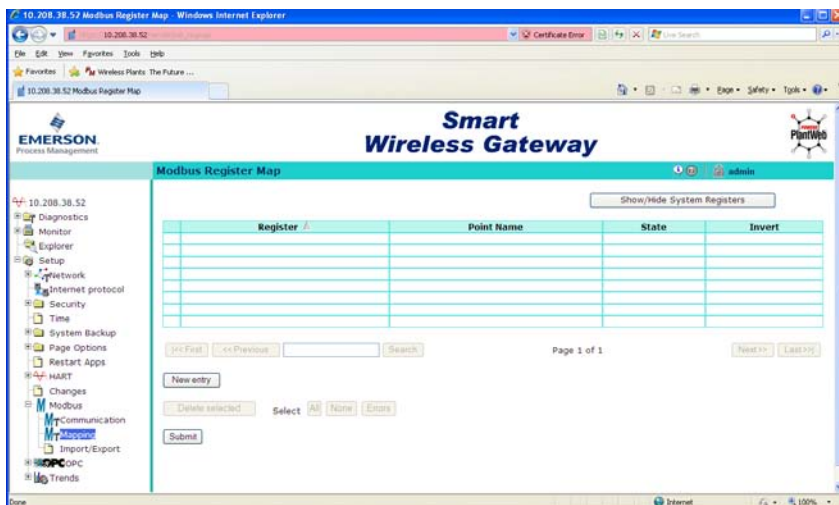 10.208.38.52 Modbus Register Map - Windows Internet Explorer
10.208.38.52
Certificate Error
Live Search
File Edit View Favorites Tools Help
Favorites Wireless Plants The Future ...
10.208.38.52 Modbus Register Map
Page Safety Tools
EMERSON
Process Management
Smart
Wireless Gateway
POWERED
PlantWeb
Modbus Register Map
admin
Show/Hide System Registers
10.208.38.52
Diagnostics
Monitor
Explorer
Setup
Network
Internet protocol
Security
Time
System Backup
Page Options
Restart Apps
HART
Changes
Modbus
Communication
Mapping
Import/Export
OPC OPC
Trends
Register Point Name State Invert
|<< First << Previous Search Page 1 of 1 Next >> Last >>|
New entry
Delete selected Select All None Errors
Submit
Done Internet 100%